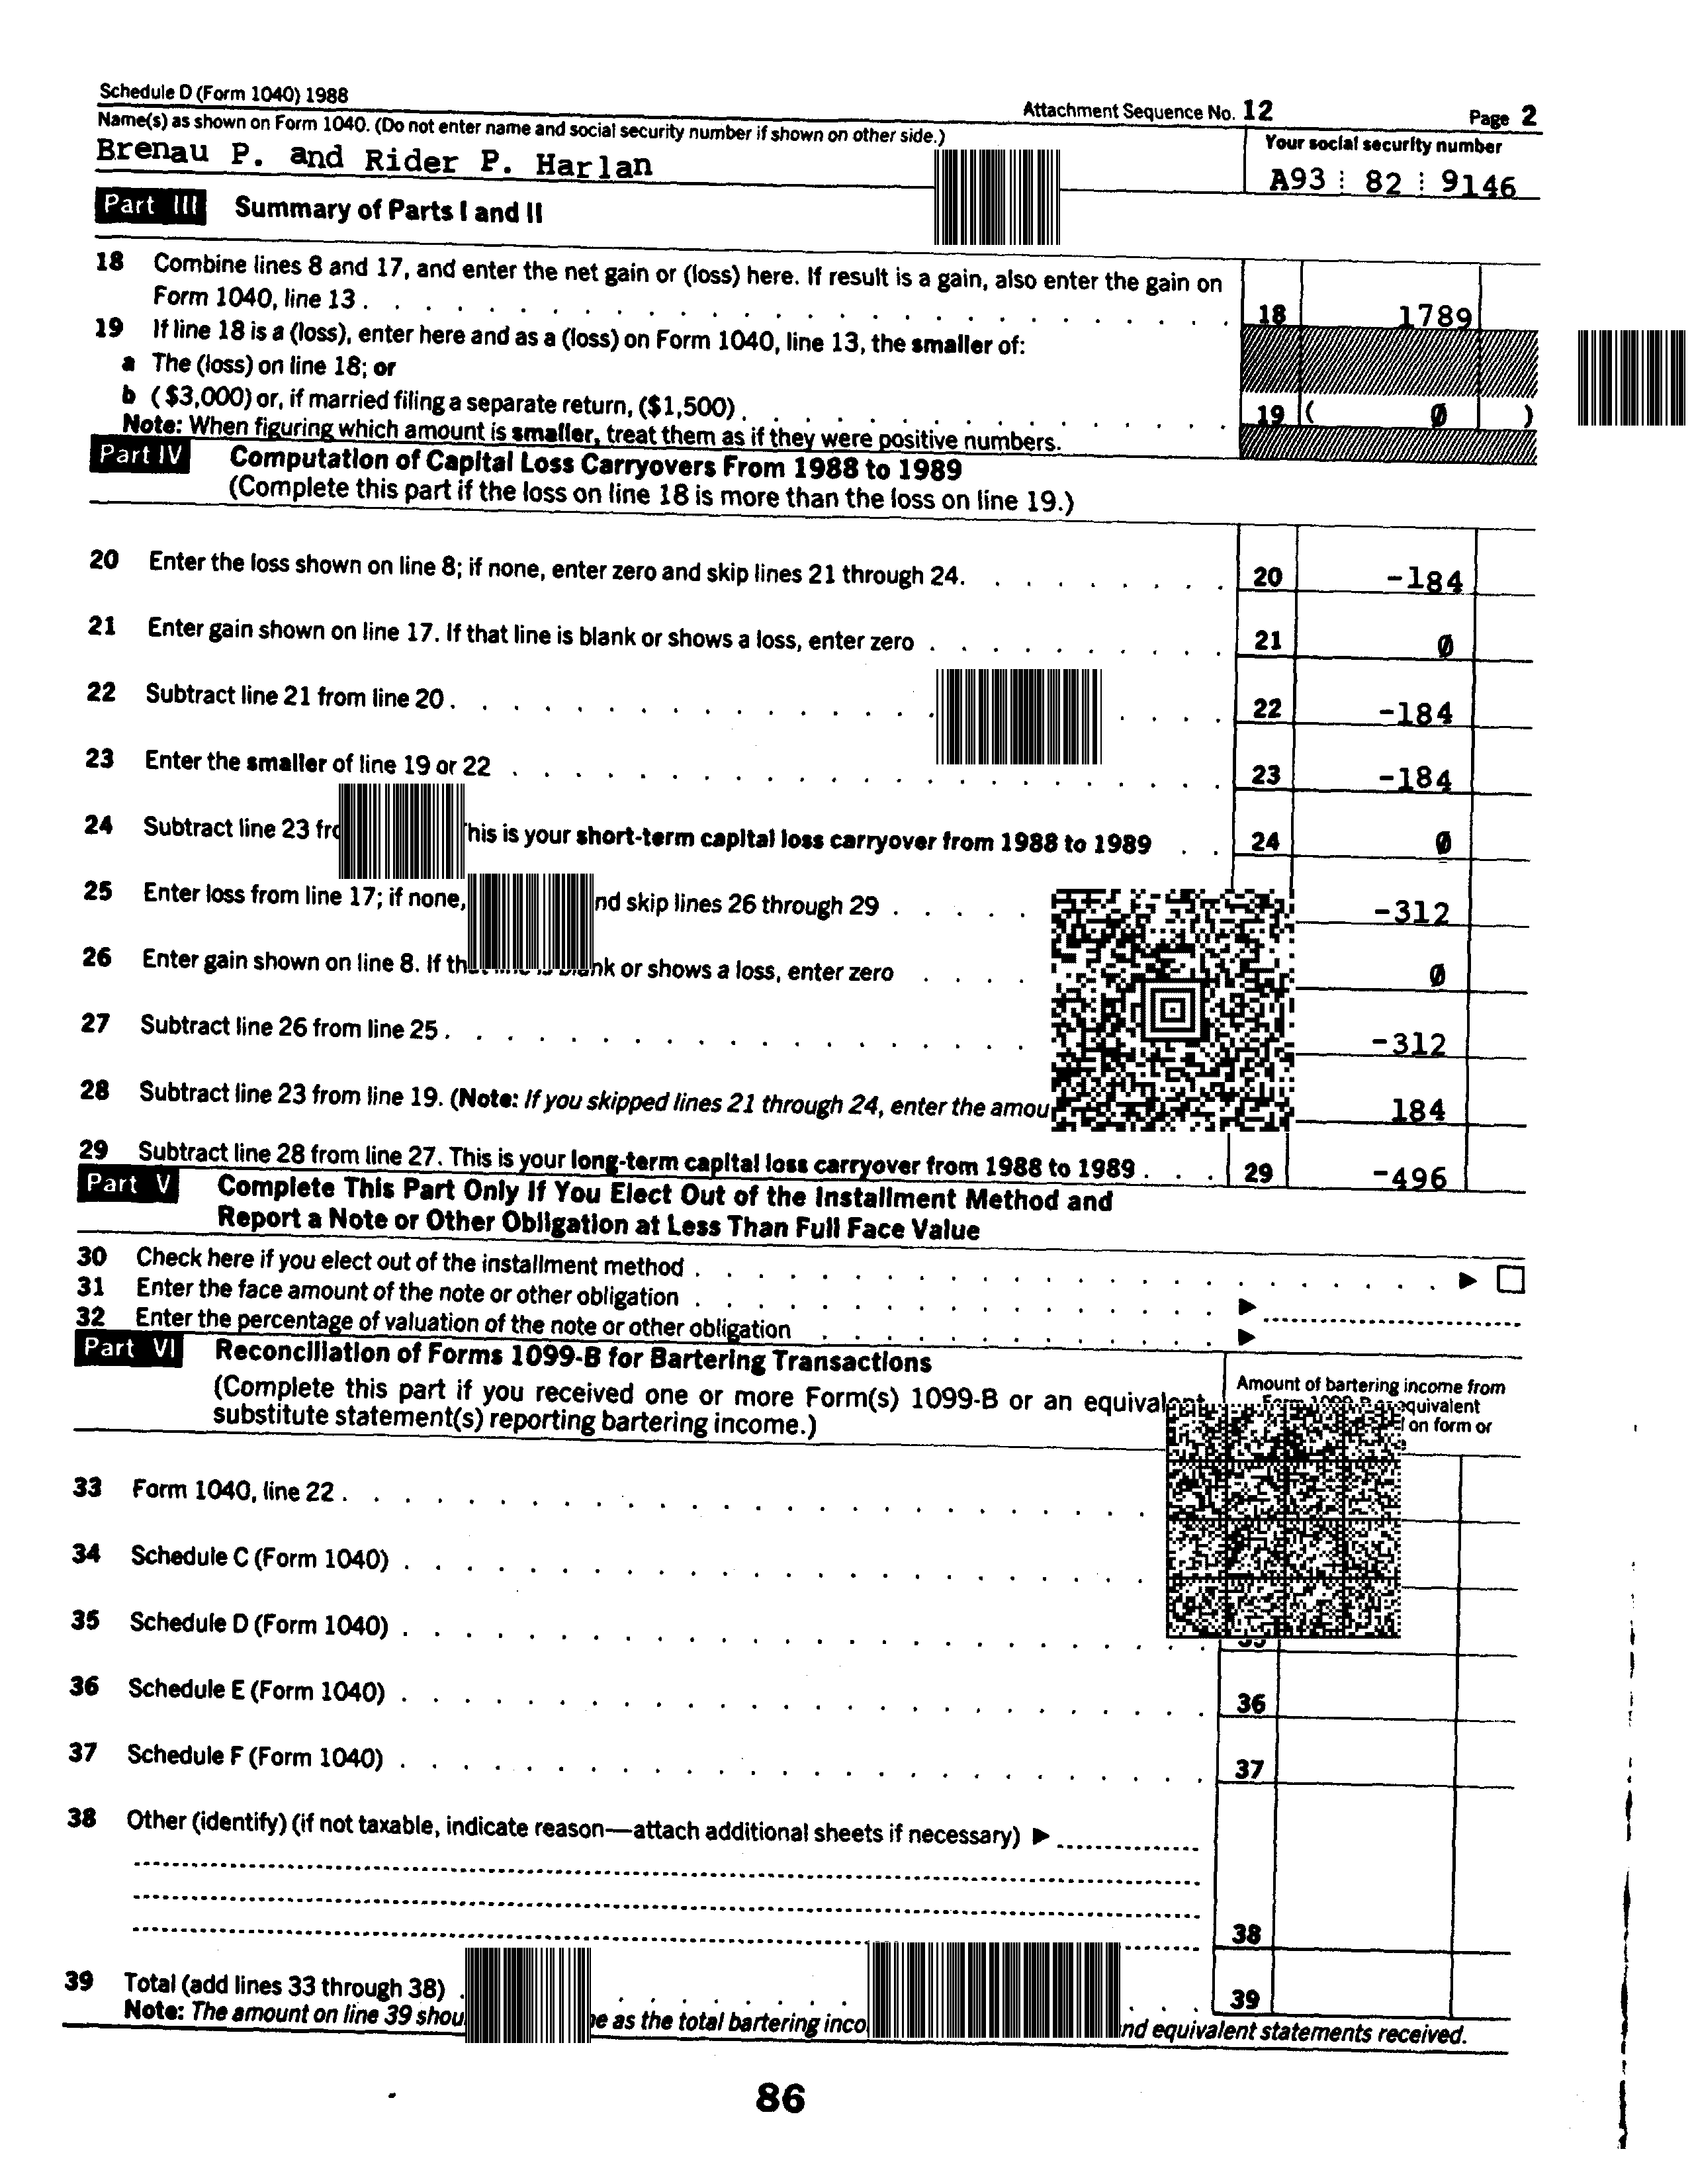 Schedule D (Form 1040) 1988 Attachment Sequence No. 12 Page 2
Name(s) as shown on Form 1040. (Do not enter name and social security number if shown on other side.) Your social security number
Brenau P. and Rider P. Harlan A93 82 9146
Part III Summary of Parts I and II
18 Combine lines 8 and 17, and enter the net gain or (loss) here. If result is a gain, also enter the gain on
Form 1040, line 13 . . . 18 1789
19 If line 18 is a (loss), enter here and as a (loss) on Form 1040, line 13, the smaller of:
a The (loss) on line 18; or
b ($3,000) or, if married filing a separate return, ($1,500) . . . 19 ( Ø )
Note: When figuring which amount is smaller, treat them as if they were positive numbers.
Part IV Computation of Capital Loss Carryovers From 1988 to 1989
(Complete this part if the loss on line 18 is more than the loss on line 19.)
20 Enter the loss shown on line 8; if none, enter zero and skip lines 21 through 24. . . . 20 -184
21 Enter gain shown on line 17. If that line is blank or shows a loss, enter zero . . . 21 Ø
22 Subtract line 21 from line 20 . . . 22 -184
23 Enter the smaller of line 19 or 22 . . . 23 -184
24 Subtract line 23 his is your short-term capital loss carryover from 1988 to 1989 . . 24 Ø
25 Enter loss from line 17; if none, nd skip lines 26 through 29 . . . -312
26 Enter gain shown on line 8. If or shows a loss, enter zero . . . Ø
27 Subtract line 26 from line 25 . . . -312
28 Subtract line 23 from line 19. (Note: If you skipped lines 21 through 24, enter the amou 184
29 Subtract line 28 from line 27. This is your long-term capital loss carryover from 1988 to 1989 . . . 29 -496
Part V Complete This Part Only If You Elect Out of the Installment Method and
Report a Note or Other Obligation at Less Than Full Face Value
30 Check here if you elect out of the installment method . . . ▶ □
31 Enter the face amount of the note or other obligation . . . ▶
32 Enter the percentage of valuation of the note or other obligation . . . ▶
Part VI Reconciliation of Forms 1099-B for Bartering Transactions
(Complete this part if you received one or more Form(s) 1099-B or an equivalent
substitute statement(s) reporting bartering income.)
Amount of bartering income from
equivalent
on form or
33 Form 1040, line 22 . . .
34 Schedule C (Form 1040) . . .
35 Schedule D (Form 1040) . . .
36 Schedule E (Form 1040) . . . 36
37 Schedule F (Form 1040) . . . 37
38 Other (identify) (if not taxable, indicate reason—attach additional sheets if necessary) ▶
38
39 Total (add lines 33 through 38) . . . 39
Note: The amount on line 39 shou as the total bartering inco nd equivalent statements received.
86